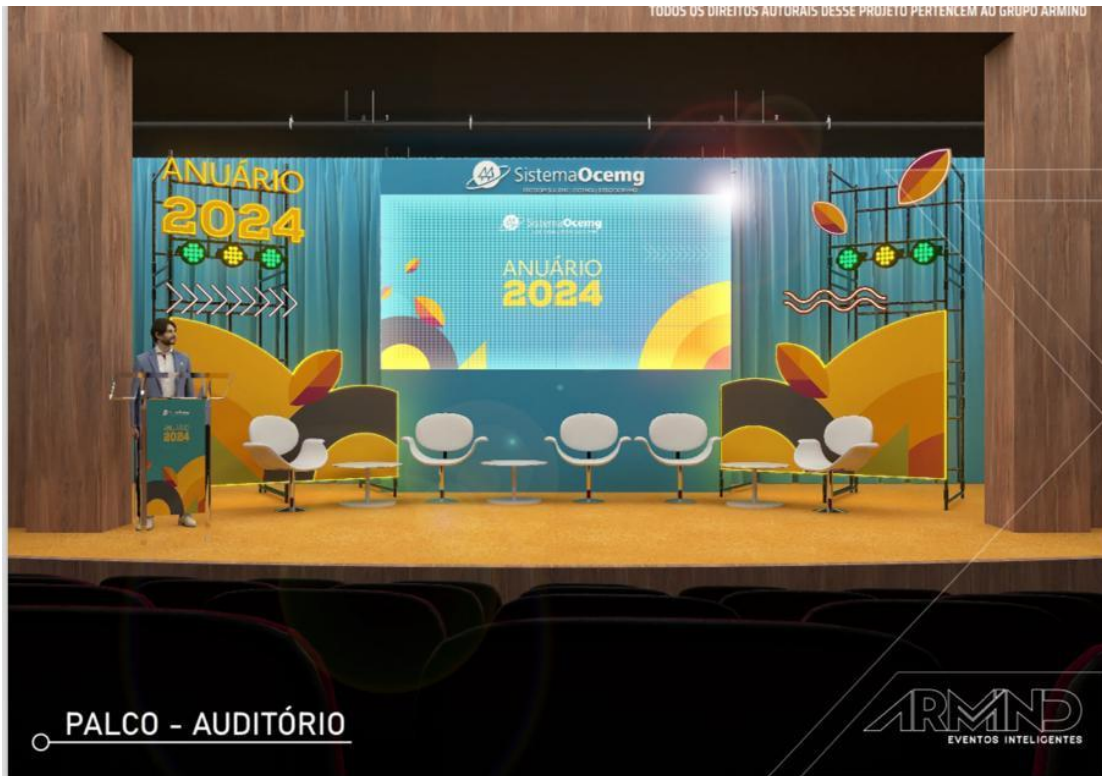 TODOS OS DIREITOS AUTORAIS DESSE PROJETO PERTENCEM AO GRUPO ARMIND
ANUÁRIO
2024
SistemaOcemg
SistemaOcemg
ANUÁRIO
2024
2024
PALCO - AUDITÓRIO
ARMIND
EVENTOS INTELIGENTES